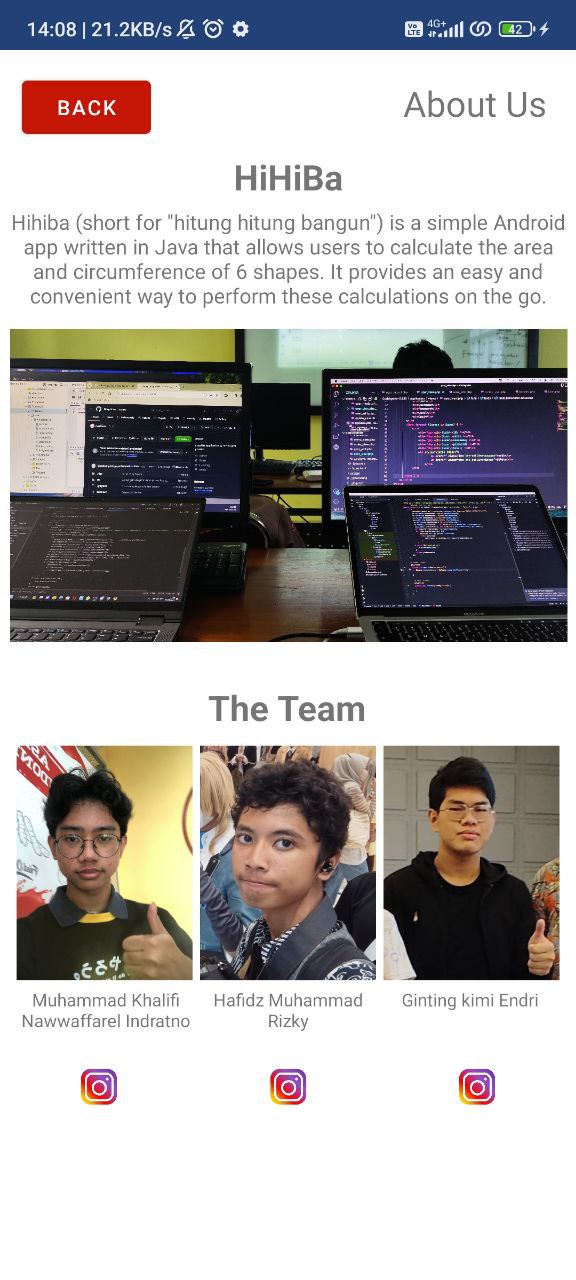 14:08 | 21.2KB/s
Vo
LTE
4G+
42
BACK
About Us
HiHiBa
Hihiba (short for "hitung hitung bangun") is a simple Android
app written in Java that allows users to calculate the area
and circumference of 6 shapes. It provides an easy and
convenient way to perform these calculations on the go.
The Team
Muhammad Khalifi
Nawwaffarel Indratno
Hafidz Muhammad
Rizky
Ginting kimi Endri